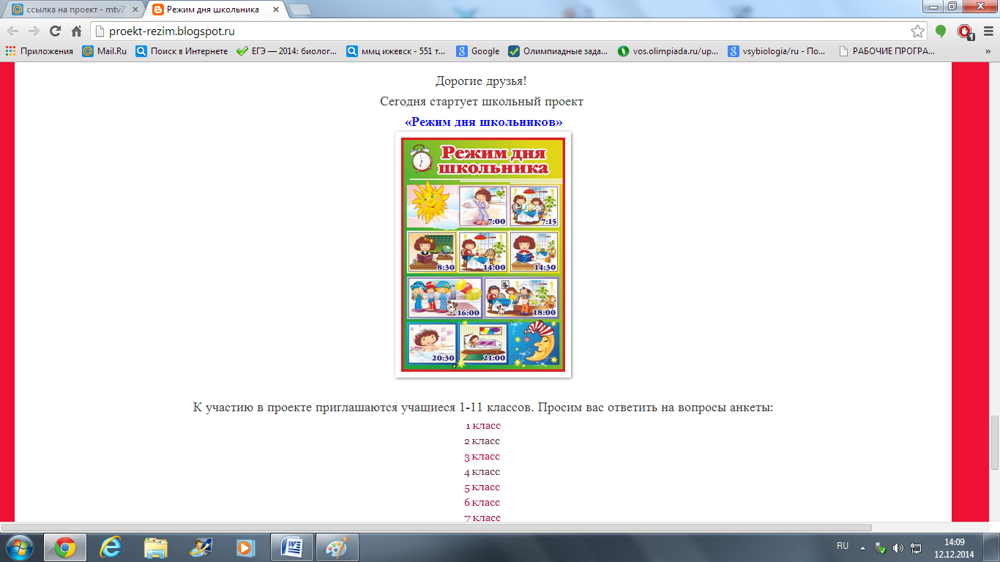 ссылка на проект - mtv7
Режим дня школьника
proekt-rezim.blogspot.ru
1
Приложения
Mail.Ru
Поиск в Интернете
ЕГЭ — 2014: биолог...
ммц ижевск - 551 т...
Google
Олимпиадные зада...
vos.olimpiada.ru/up...
vsybiologia/ru - По...
РАБОЧИЕ ПРОГРА...
»
Дорогие друзья!
Сегодня стартует школьный проект
«Режим дня школьников»
Режим дня
школьника
7:00
7:15
8:30
14:00
14:30
16:00
18:00
20:30
21:00
К участию в проекте приглашаются учащиеся 1-11 классов. Просим вас ответить на вопросы анкеты:
1 класс
2 класс
3 класс
4 класс
5 класс
6 класс
7 класс
RU
14:09
12.12.2014